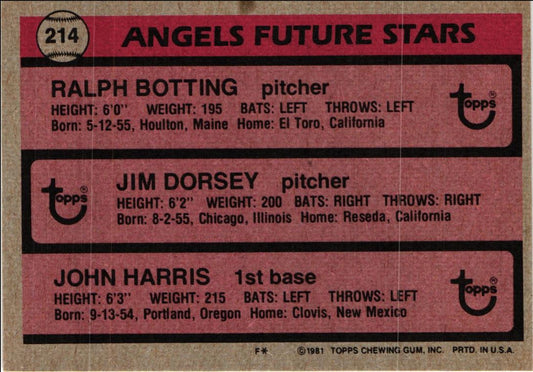 214 ANGELS FUTURE STARS
RALPH BOTTING pitcher
HEIGHT: 6'0" WEIGHT: 195 BATS: LEFT THROWS: LEFT
Born: 5-12-55, Houlton, Maine Home: El Toro, California
Topps®
JIM DORSEY pitcher
HEIGHT: 6'2" WEIGHT: 200 BATS: RIGHT THROWS: RIGHT
Born: 8-2-55, Chicago, Illinois Home: Reseda, California
Topps®
JOHN HARRIS 1st base
HEIGHT: 6'3" WEIGHT: 215 BATS: LEFT THROWS: LEFT
Born: 9-13-54, Portland, Oregon Home: Clovis, New Mexico
Topps®
F* ©1981 TOPPS CHEWING GUM, INC. PRTD. IN U.S.A.